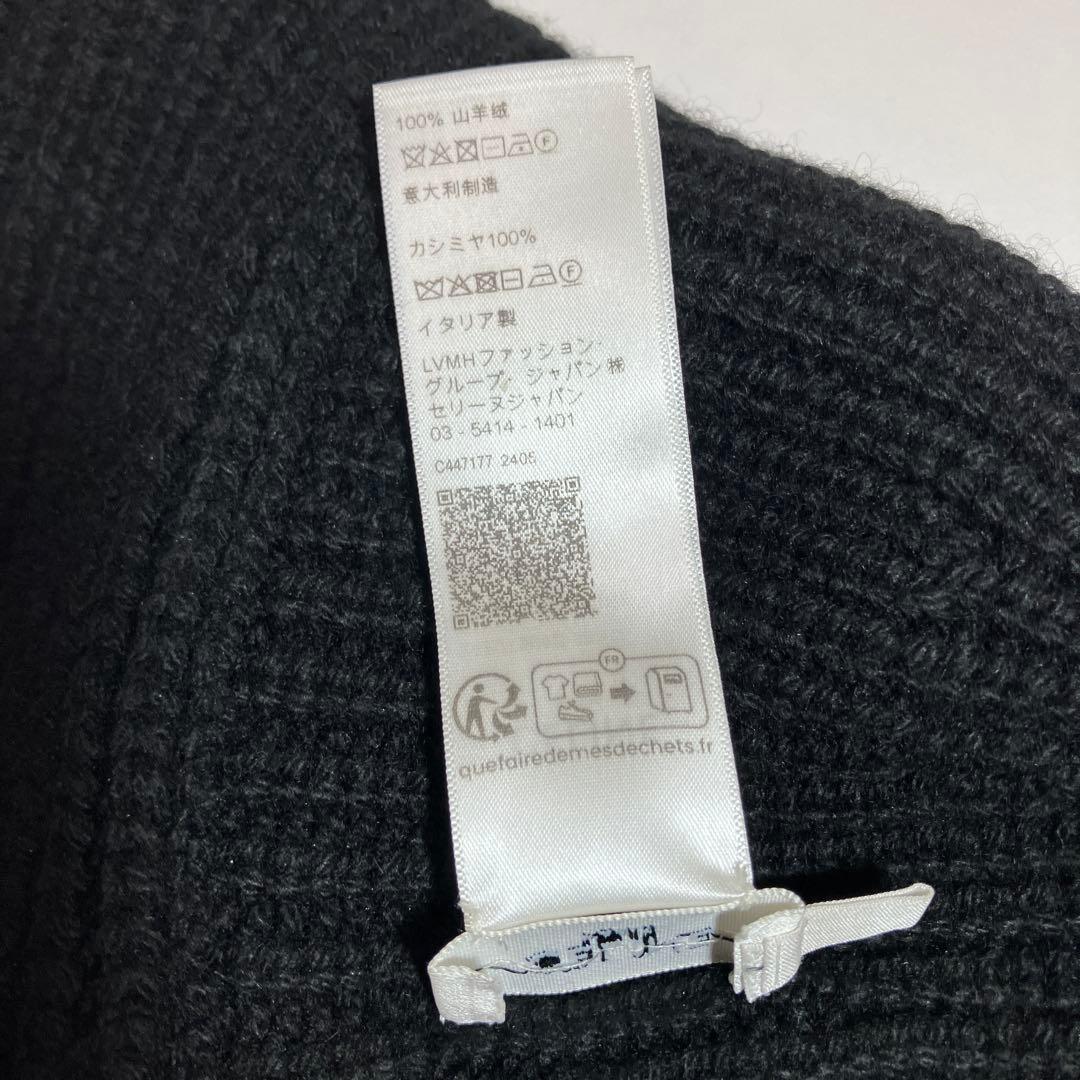 100% 山羊绒
F
意大利制造
カシミヤ100%
F
イタリア製
LVMHファッション・
グループ ジャパン㈱
セリーヌジャパン
03 - 5414 - 1401
C447177 2405
FR
quefairedemesdechets.fr